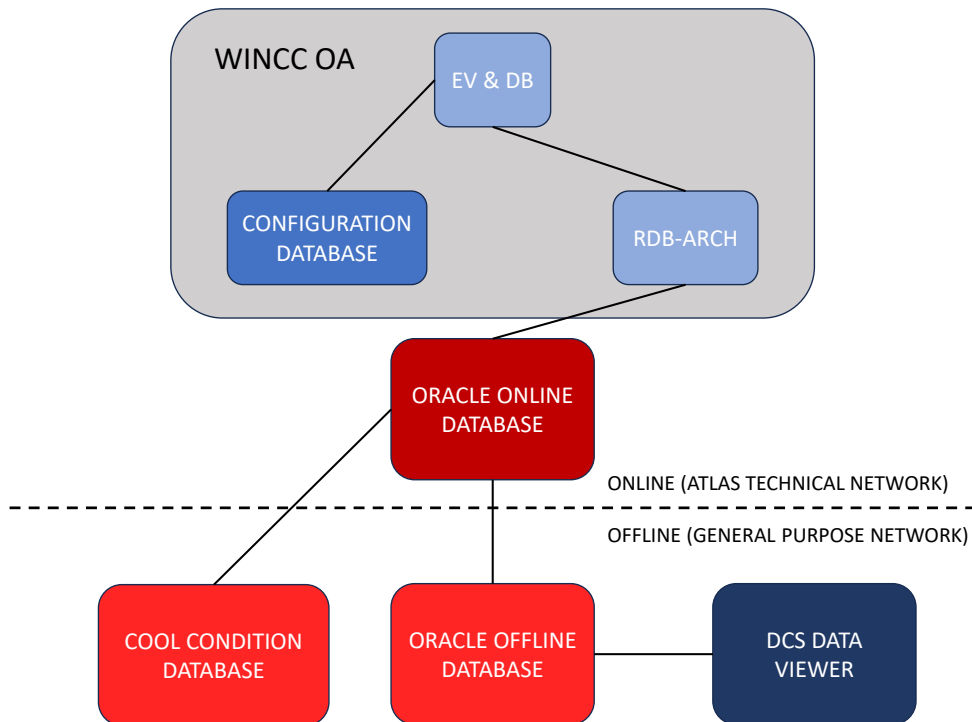 WINCC OA
EV & DB
CONFIGURATION
DATABASE
RDB-ARCH
ORACLE ONLINE
DATABASE
ONLINE (ATLAS TECHNICAL NETWORK)
OFFLINE (GENERAL PURPOSE NETWORK)
COOL CONDITION
DATABASE
ORACLE OFFLINE
DATABASE
DCS DATA
VIEWER